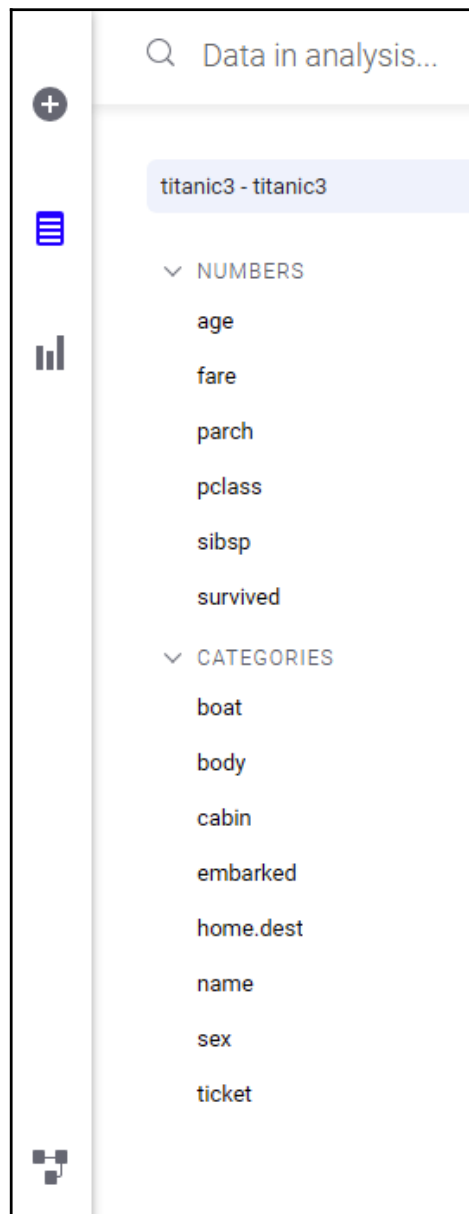 Data in analysis...
titanic3 - titanic3
NUMBERS
age
fare
parch
pclass
sibsp
survived
CATEGORIES
boat
body
cabin
embarked
home.dest
name
sex
ticket